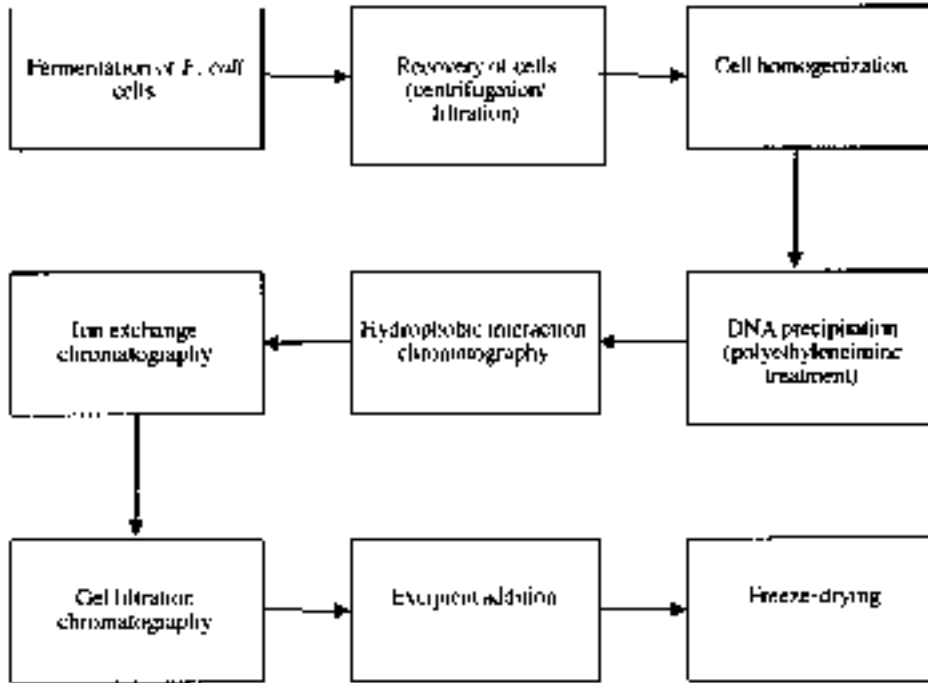 Fermentation of E. coli
cells
Recovery of cells
(centrifugation/
filtration)
Cell homogenization
DNA precipitation
(polyethyleneimine
treatment)
Hydrophobic interaction
chromatography
Ion exchange
chromatography
Gel filtration
chromatography
Excipient addition
Freeze-drying